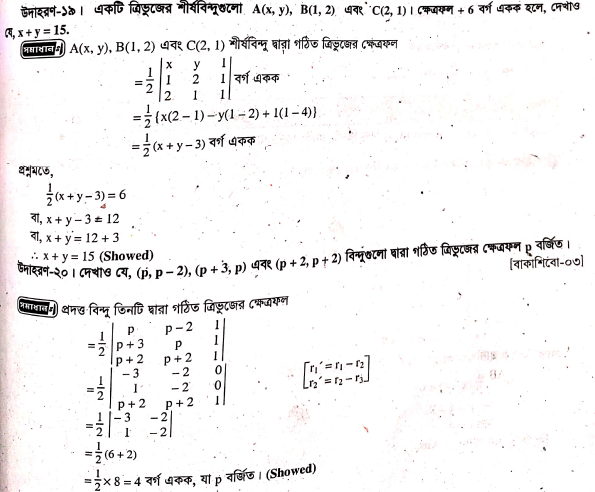 উদাহরণ-১৯। একটি ত্রিভুজের শীর্ষবিন্দুগুলো A(x, y), B(1, 2) এবং C(2, 1)। ক্ষেত্রফল + 6 বর্গ একক হলে, দেখাও
যে, x + y = 15.
সমাধান A(x, y), B(1, 2) এবং C(2, 1) শীর্ষবিন্দু দ্বারা গঠিত ত্রিভুজের ক্ষেত্রফল
= 1/2 |x y 1|
|1 2 1| বর্গ একক
|2 1 1|
= 1/2 {x(2 – 1) – y(1 – 2) + 1(1 – 4)}
= 1/2 (x + y – 3) বর্গ একক
প্রশ্নমতে,
1/2 (x + y – 3) = 6
বা, x + y – 3 = 12
বা, x + y = 12 + 3
∴ x + y = 15 (Showed)
উদাহরণ-২০। দেখাও যে, (p, p – 2), (p + 3, p) এবং (p + 2, p + 2) বিন্দুগুলো দ্বারা গঠিত ত্রিভুজের ক্ষেত্রফল p বর্জিত।
[বাকাশিবো-০৩]
সমাধান প্রদত্ত বিন্দু তিনটি দ্বারা গঠিত ত্রিভুজের ক্ষেত্রফল
= 1/2 |p p – 2 1|
|p + 3 p 1|
|p + 2 p + 2 1|
= 1/2 |– 3 – 2 0| [r₁′ = r₁ – r₂]
|1 – 2 0| [r₂′ = r₂ – r₃]
|p + 2 p + 2 1|
= 1/2 |– 3 – 2|
|1 – 2|
= 1/2 (6 + 2)
= 1/2 × 8 = 4 বর্গ একক, যা p বর্জিত। (Showed)